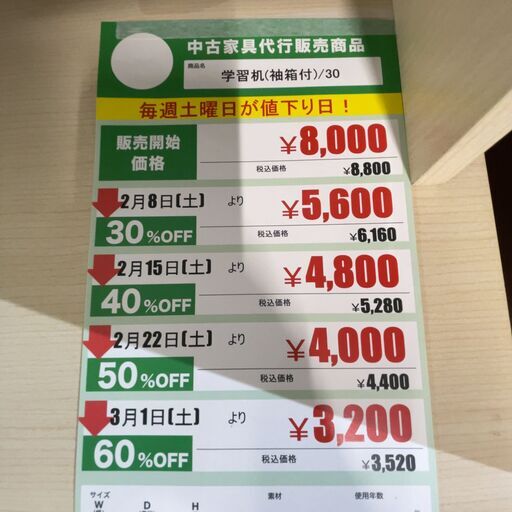 中古家具代行販売商品
商品名 学習机(袖箱付)/30
毎週土曜日が値下り日！
販売開始価格 ¥8,000
税込価格 ¥8,800
2月8日(土) より ¥5,600
30%OFF 税込価格 ¥6,160
2月15日(土) より ¥4,800
40%OFF 税込価格 ¥5,280
2月22日(土) より ¥4,000
50%OFF 税込価格 ¥4,400
3月1日(土) より ¥3,200
60%OFF 税込価格 ¥3,520
サイズ 素材 使用年数
W D H